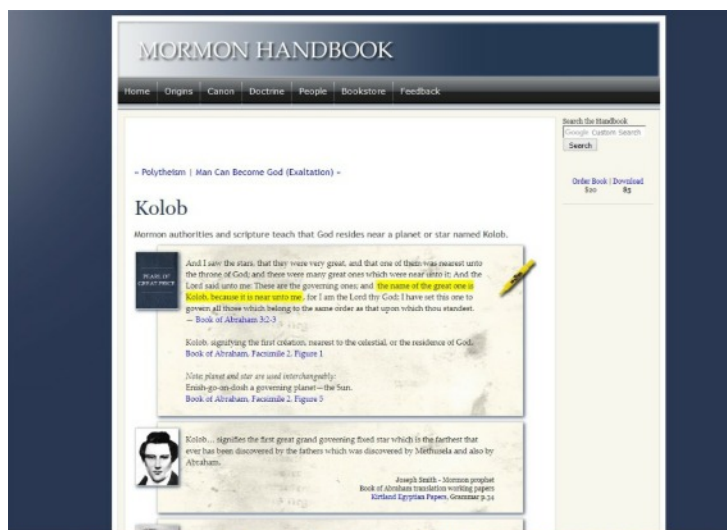 MORMON HANDBOOK
Home Origins Canon Doctrine People Bookstore Feedback
Search the Handbook
Google Custom Search
Search
Order Book | Download
$20 $5
« Polytheism | Man Can Become God (Exaltation) »
Kolob
Mormon authorities and scripture teach that God resides near a planet or star named Kolob.
PEARL OF
GREAT PRICE
And I saw the stars, that they were very great, and that one of them was nearest unto
the throne of God; and there were many great ones which were near unto it; And the
Lord said unto me: These are the governing ones; and the name of the great one is
Kolob, because it is near unto me, for I am the Lord thy God: I have set this one to
govern all those which belong to the same order as that upon which thou standest.
— Book of Abraham 3:2-3
Kolob, signifying the first creation, nearest to the celestial, or the residence of God.
Book of Abraham, Facsimile 2, Figure 1
Note: planet and star are used interchangeably:
Enish-go-on-dosh a governing planet—the Sun.
Book of Abraham, Facsimile 2, Figure 5
Kolob... signifies the first great grand governing fixed star which is the farthest that
ever has been discovered by the fathers which was discovered by Methusela and also by
Abraham.
Joseph Smith - Mormon prophet
Book of Abraham translation working papers
Kirtland Egyptian Papers, Grammar p.34